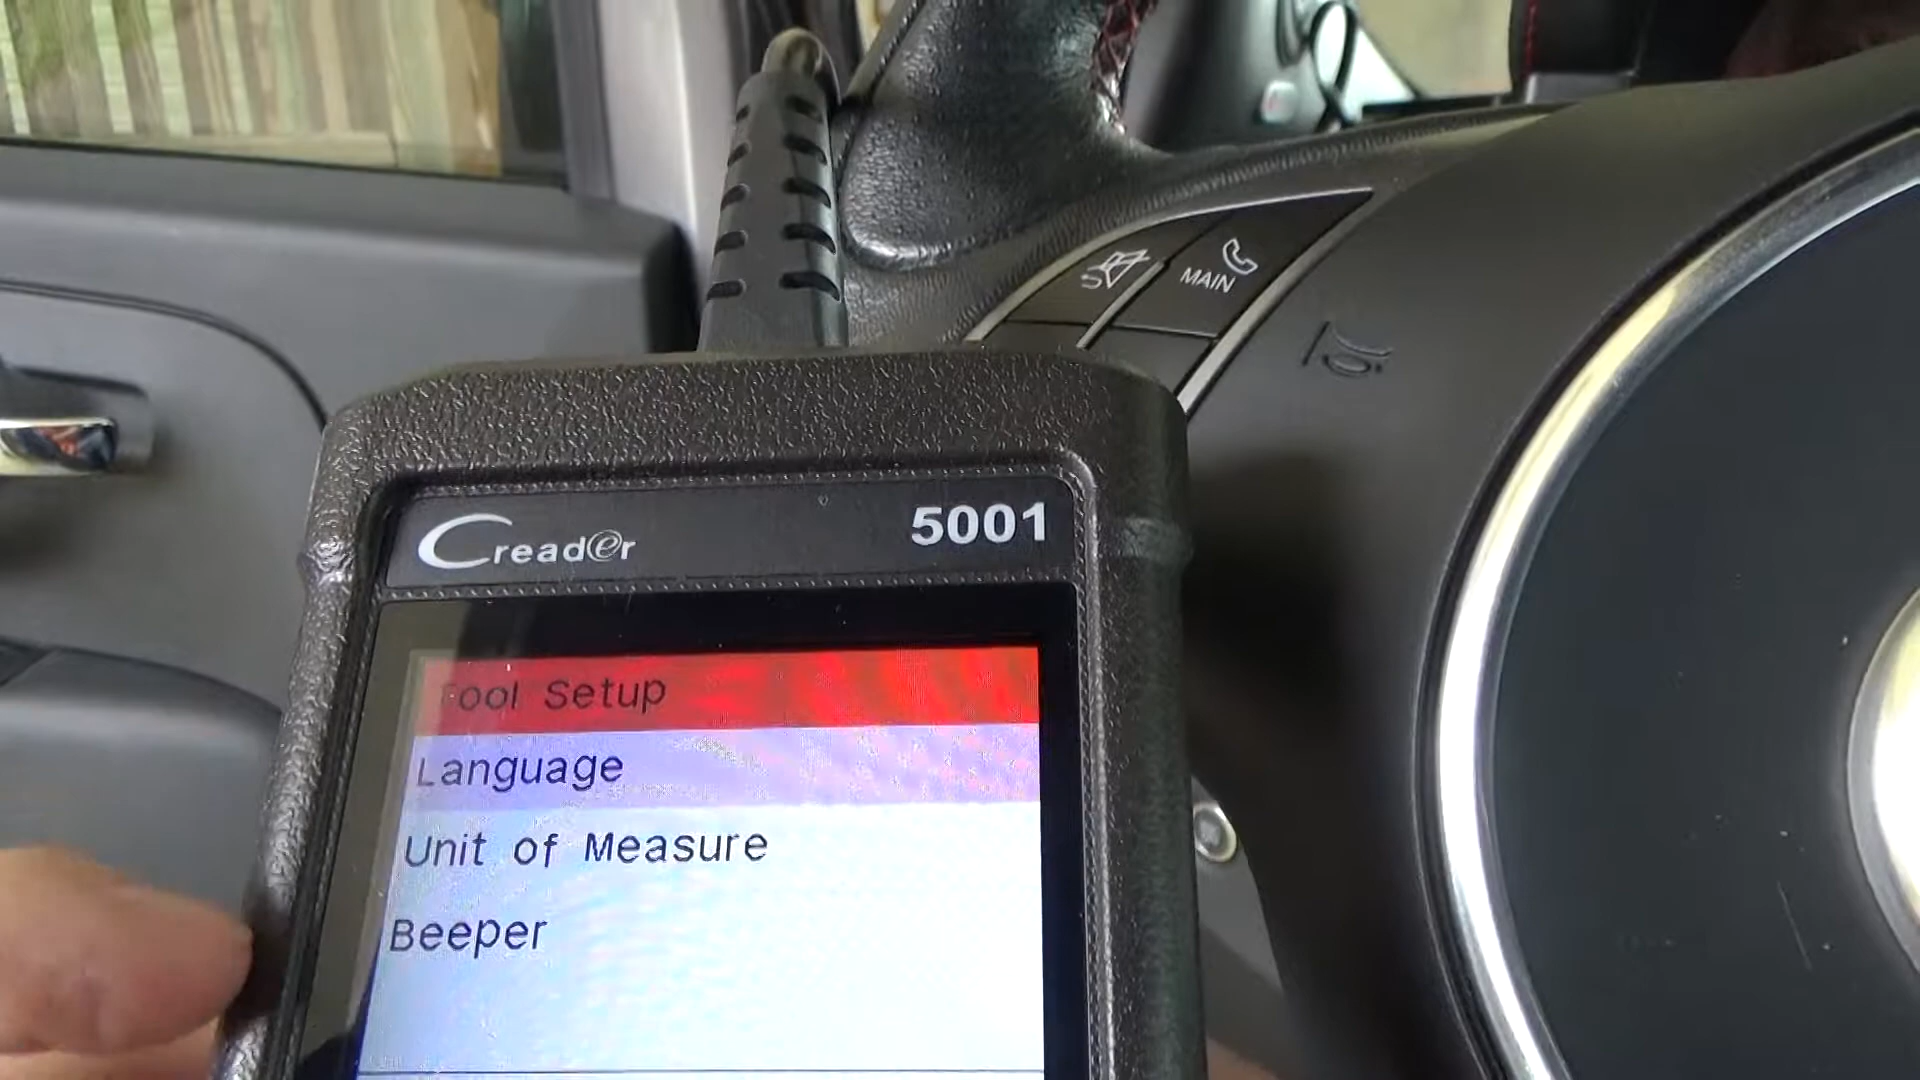 MAIN
Creader 5001
Tool Setup
Language
Unit of Measure
Beeper